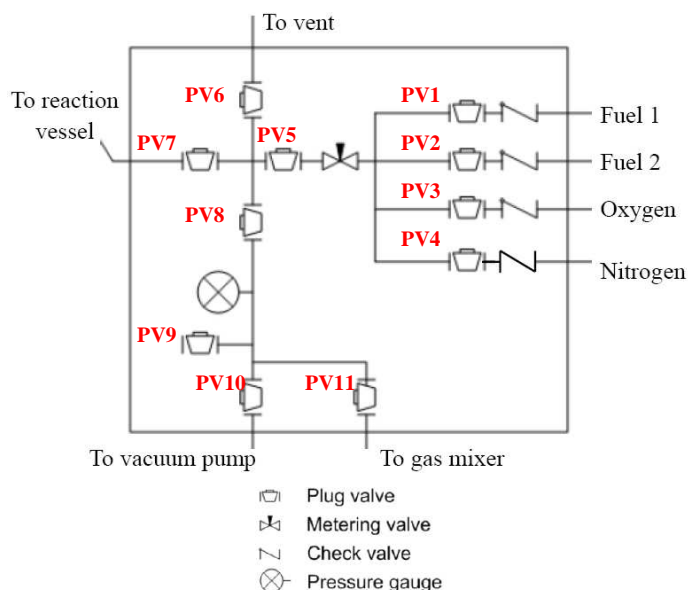 To vent
PV6
PV1
Fuel 1
To reaction
vessel
PV7
PV5
PV2
Fuel 2
PV3
Oxygen
PV8
PV4
Nitrogen
PV9
PV10
PV11
To vacuum pump
To gas mixer
Plug valve
Metering valve
Check valve
Pressure gauge